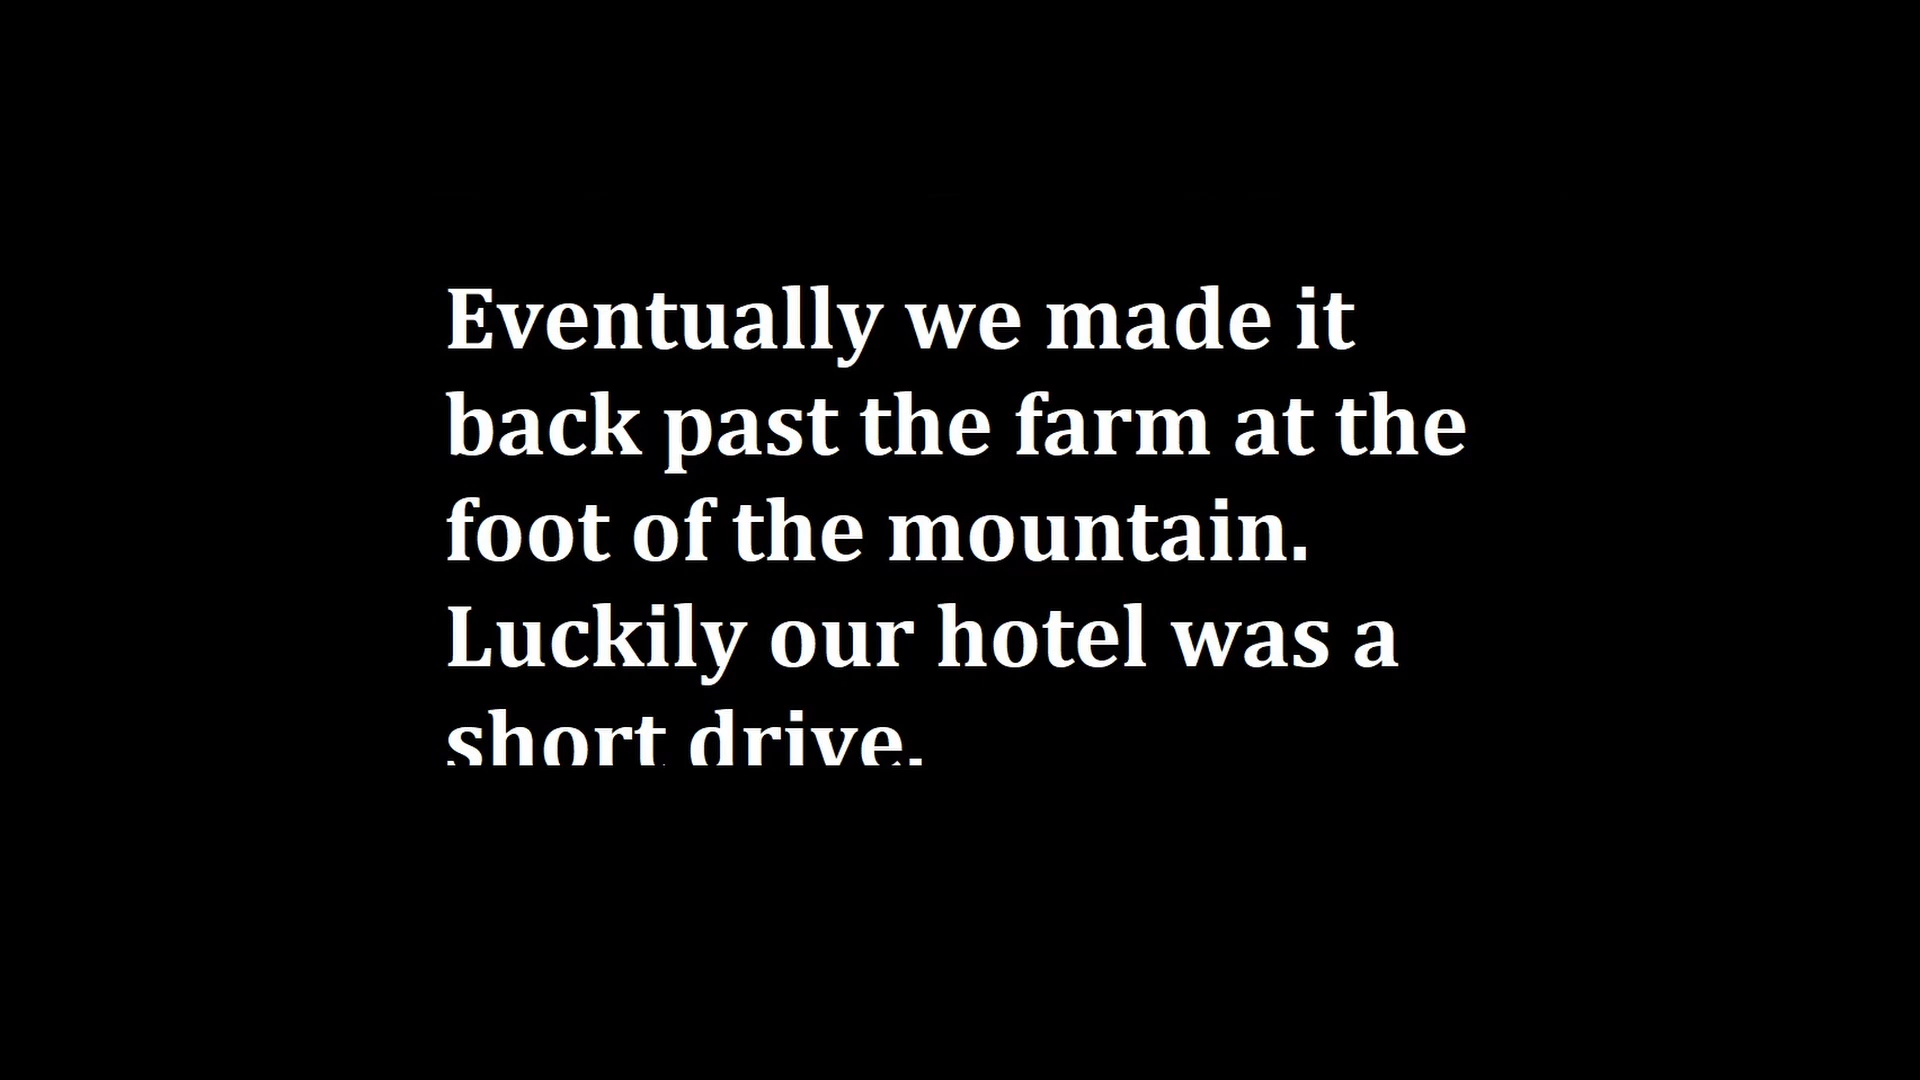 Eventually we made it
back past the farm at the
foot of the mountain.
Luckily our hotel was a
short drive.